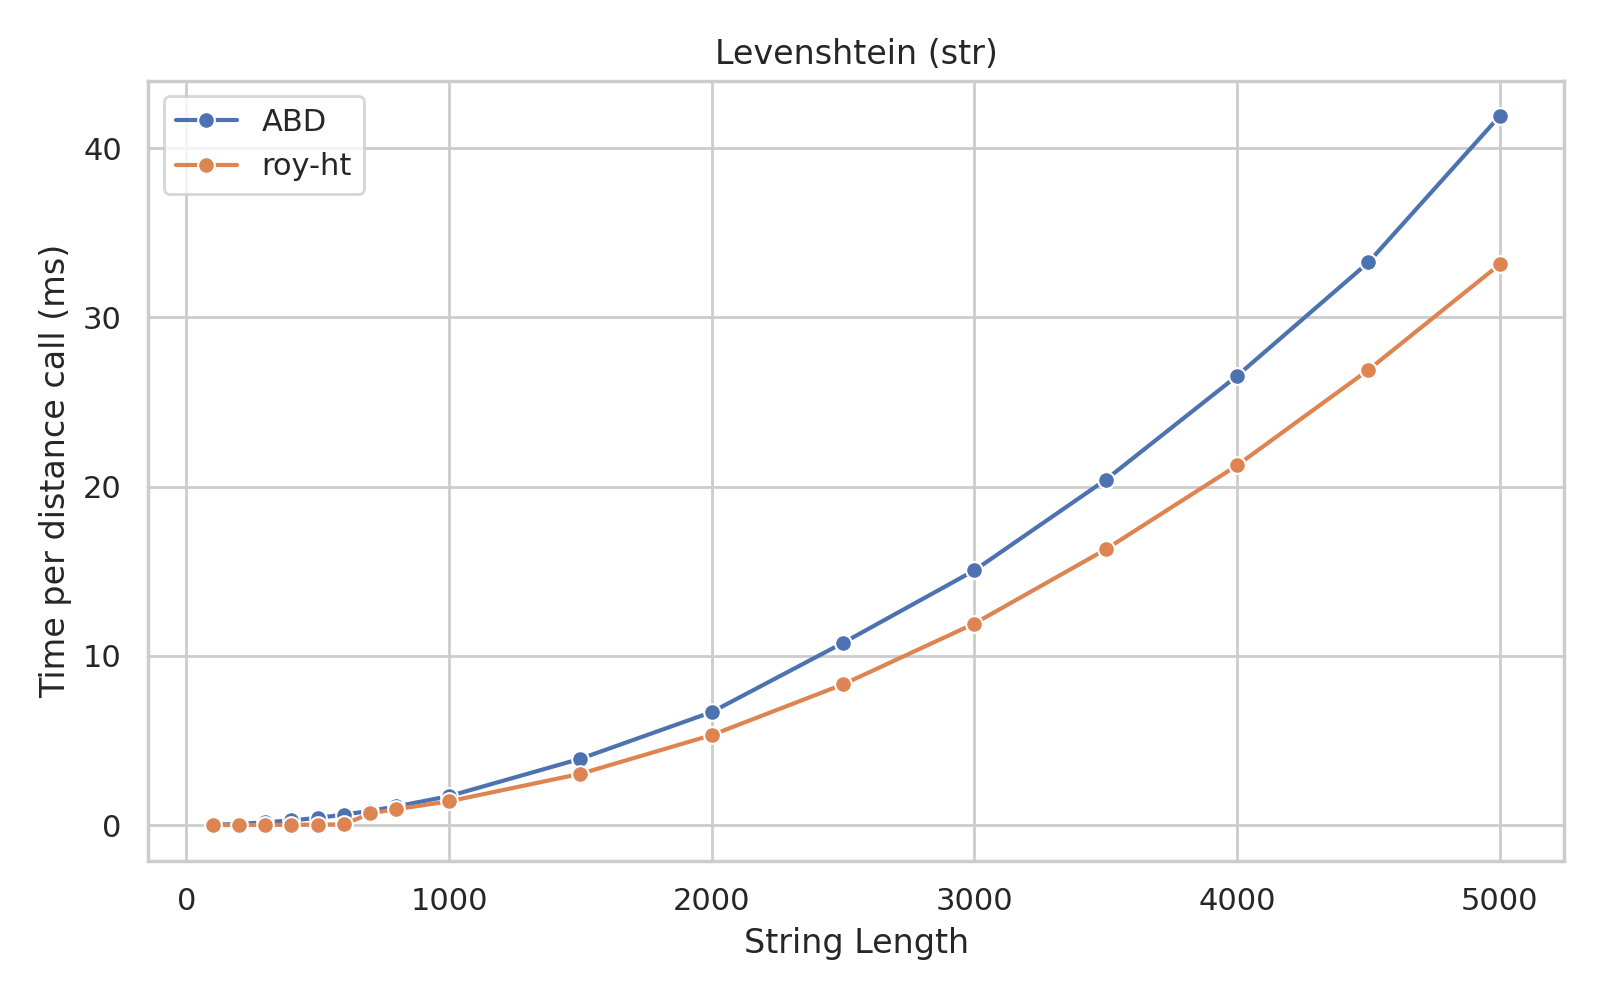 Levenshtein (str)
ABD
roy-ht
Time per distance call (ms)
40
30
20
10
0
0 1000 2000 3000 4000 5000
String Length